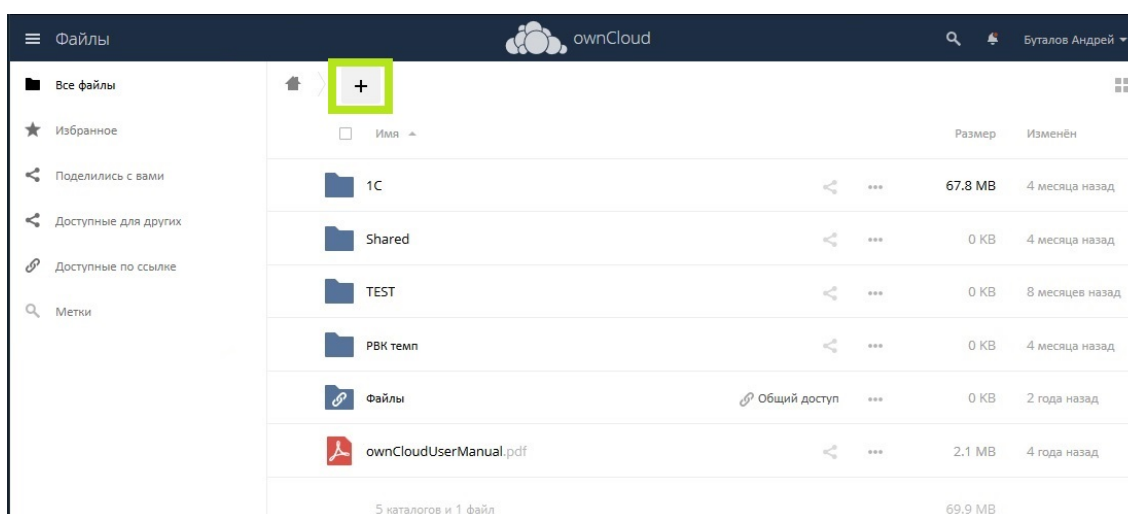 Файлы ownCloud Буталов Андрей
Все файлы
Избранное
Поделились с вами
Доступные для других
Доступные по ссылке
Метки
+
Имя Размер Изменён
1C 67.8 MB 4 месяца назад
Shared 0 KB 4 месяца назад
TEST 0 KB 8 месяцев назад
РВК темп 0 KB 4 месяца назад
Файлы Общий доступ 0 KB 2 года назад
ownCloudUserManual.pdf 2.1 MB 4 года назад
5 каталогов и 1 файл 69.9 MB